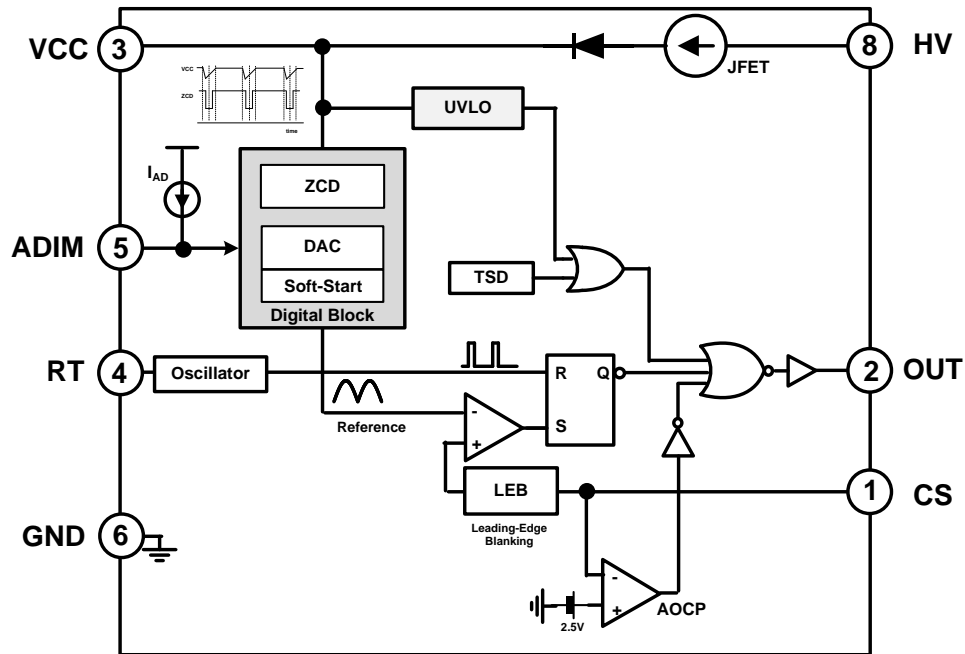 VCC
3
8
HV
JFET
VCC
ZCD
time
UVLO
IAD
ZCD
ADIM
5
DAC
Soft-Start
Digital Block
TSD
RT
4
Oscillator
R
Q
S
2
OUT
Reference
-
+
LEB
1
CS
Leading-Edge
Blanking
GND
6
-
+
AOCP
2.5V